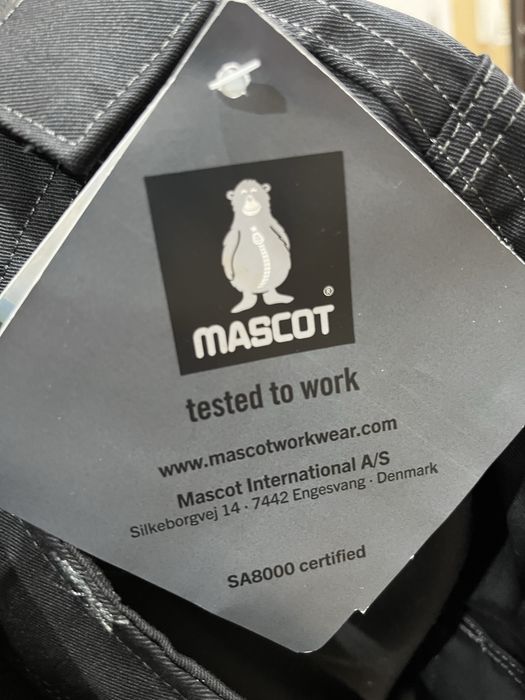 ®
MASCOT
tested to work
www.mascotworkwear.com
Mascot International A/S
Silkeborgvej 14 · 7442 Engesvang · Denmark
SA8000 certified